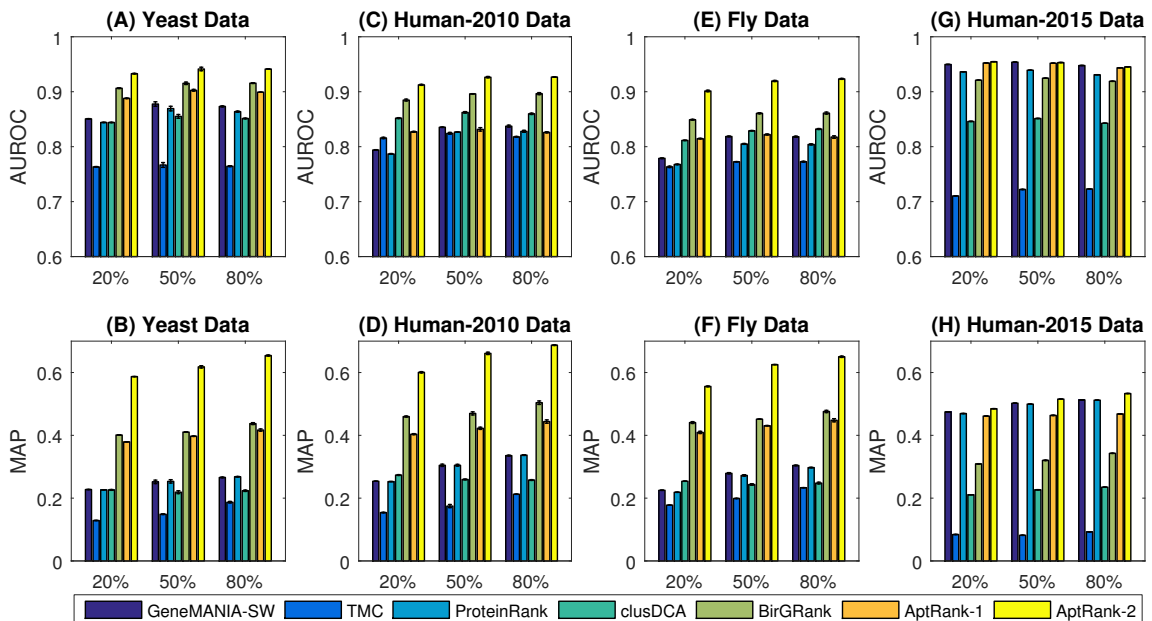 (A) Yeast Data
(C) Human-2010 Data
(E) Fly Data
(G) Human-2015 Data
AUROC
1
0.9
0.8
0.7
0.6
20% 50% 80%
AUROC
1
0.9
0.8
0.7
0.6
20% 50% 80%
AUROC
1
0.9
0.8
0.7
0.6
20% 50% 80%
AUROC
1
0.9
0.8
0.7
0.6
20% 50% 80%
(B) Yeast Data
(D) Human-2010 Data
(F) Fly Data
(H) Human-2015 Data
MAP
0.6
0.4
0.2
0
20% 50% 80%
MAP
0.6
0.4
0.2
0
20% 50% 80%
MAP
0.6
0.4
0.2
0
20% 50% 80%
MAP
0.6
0.4
0.2
0
20% 50% 80%
GeneMANIA-SW TMC ProteinRank clusDCA BirGRank AptRank-1 AptRank-2